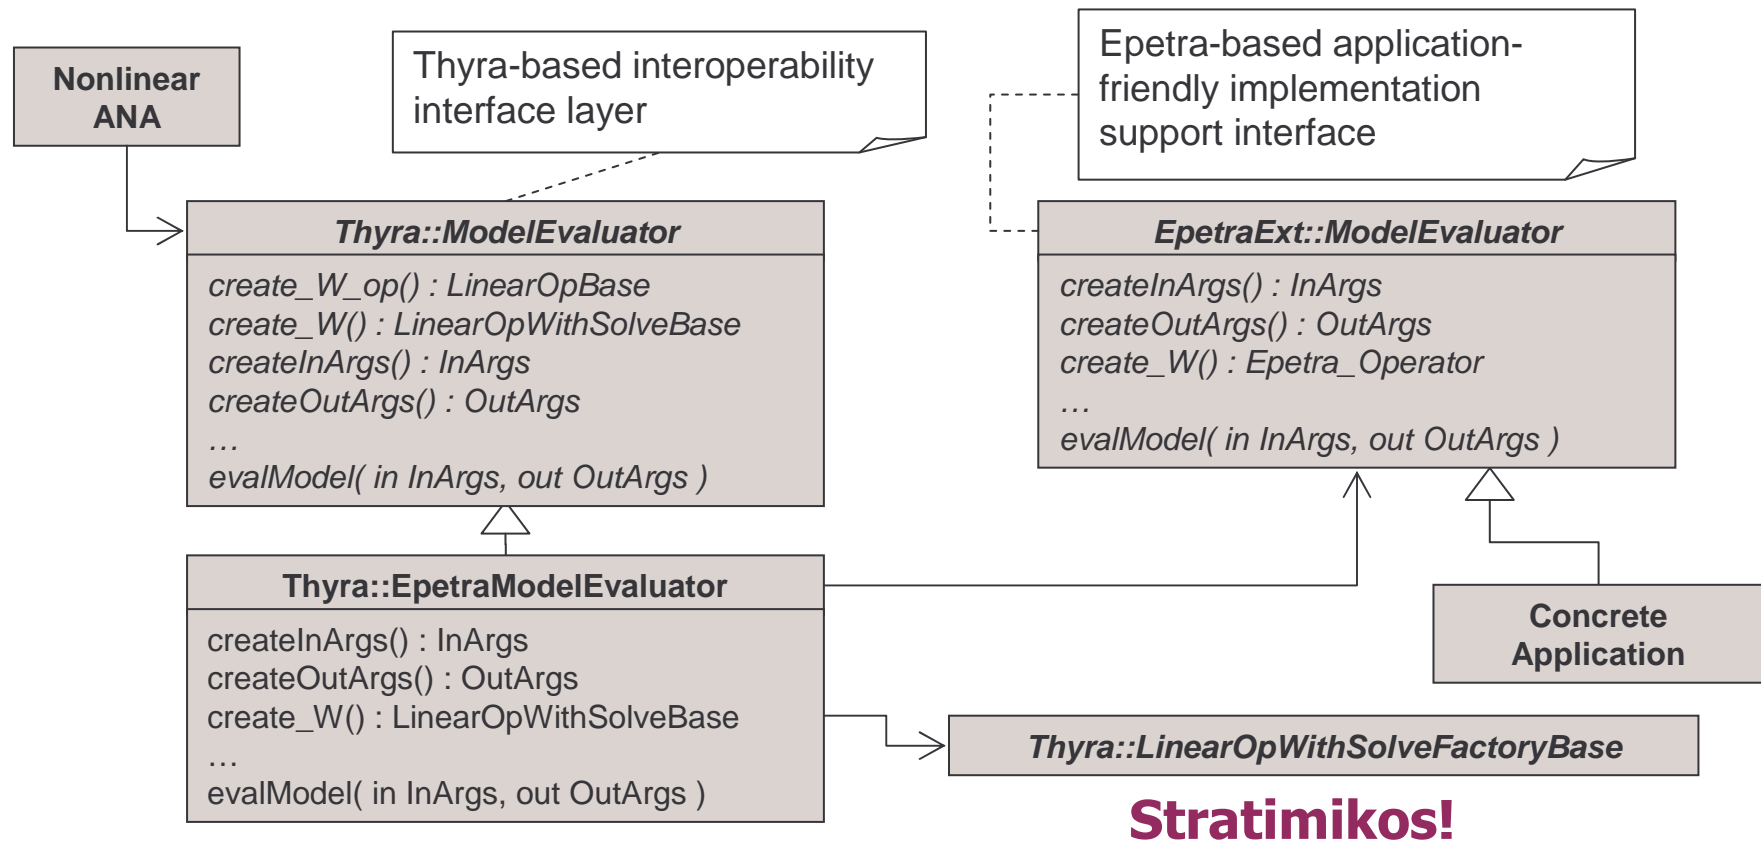 Nonlinear
ANA
Thyra-based interoperability
interface layer
Epetra-based application-
friendly implementation
support interface
Thyra::ModelEvaluator
create_W_op() : LinearOpBase
create_W() : LinearOpWithSolveBase
createInArgs() : InArgs
createOutArgs() : OutArgs
…
evalModel( in InArgs, out OutArgs )
EpetraExt::ModelEvaluator
createInArgs() : InArgs
createOutArgs() : OutArgs
create_W() : Epetra_Operator
…
evalModel( in InArgs, out OutArgs )
Thyra::EpetraModelEvaluator
createInArgs() : InArgs
createOutArgs() : OutArgs
create_W() : LinearOpWithSolveBase
…
evalModel( in InArgs, out OutArgs )
Concrete
Application
Thyra::LinearOpWithSolveFactoryBase
Stratimikos!